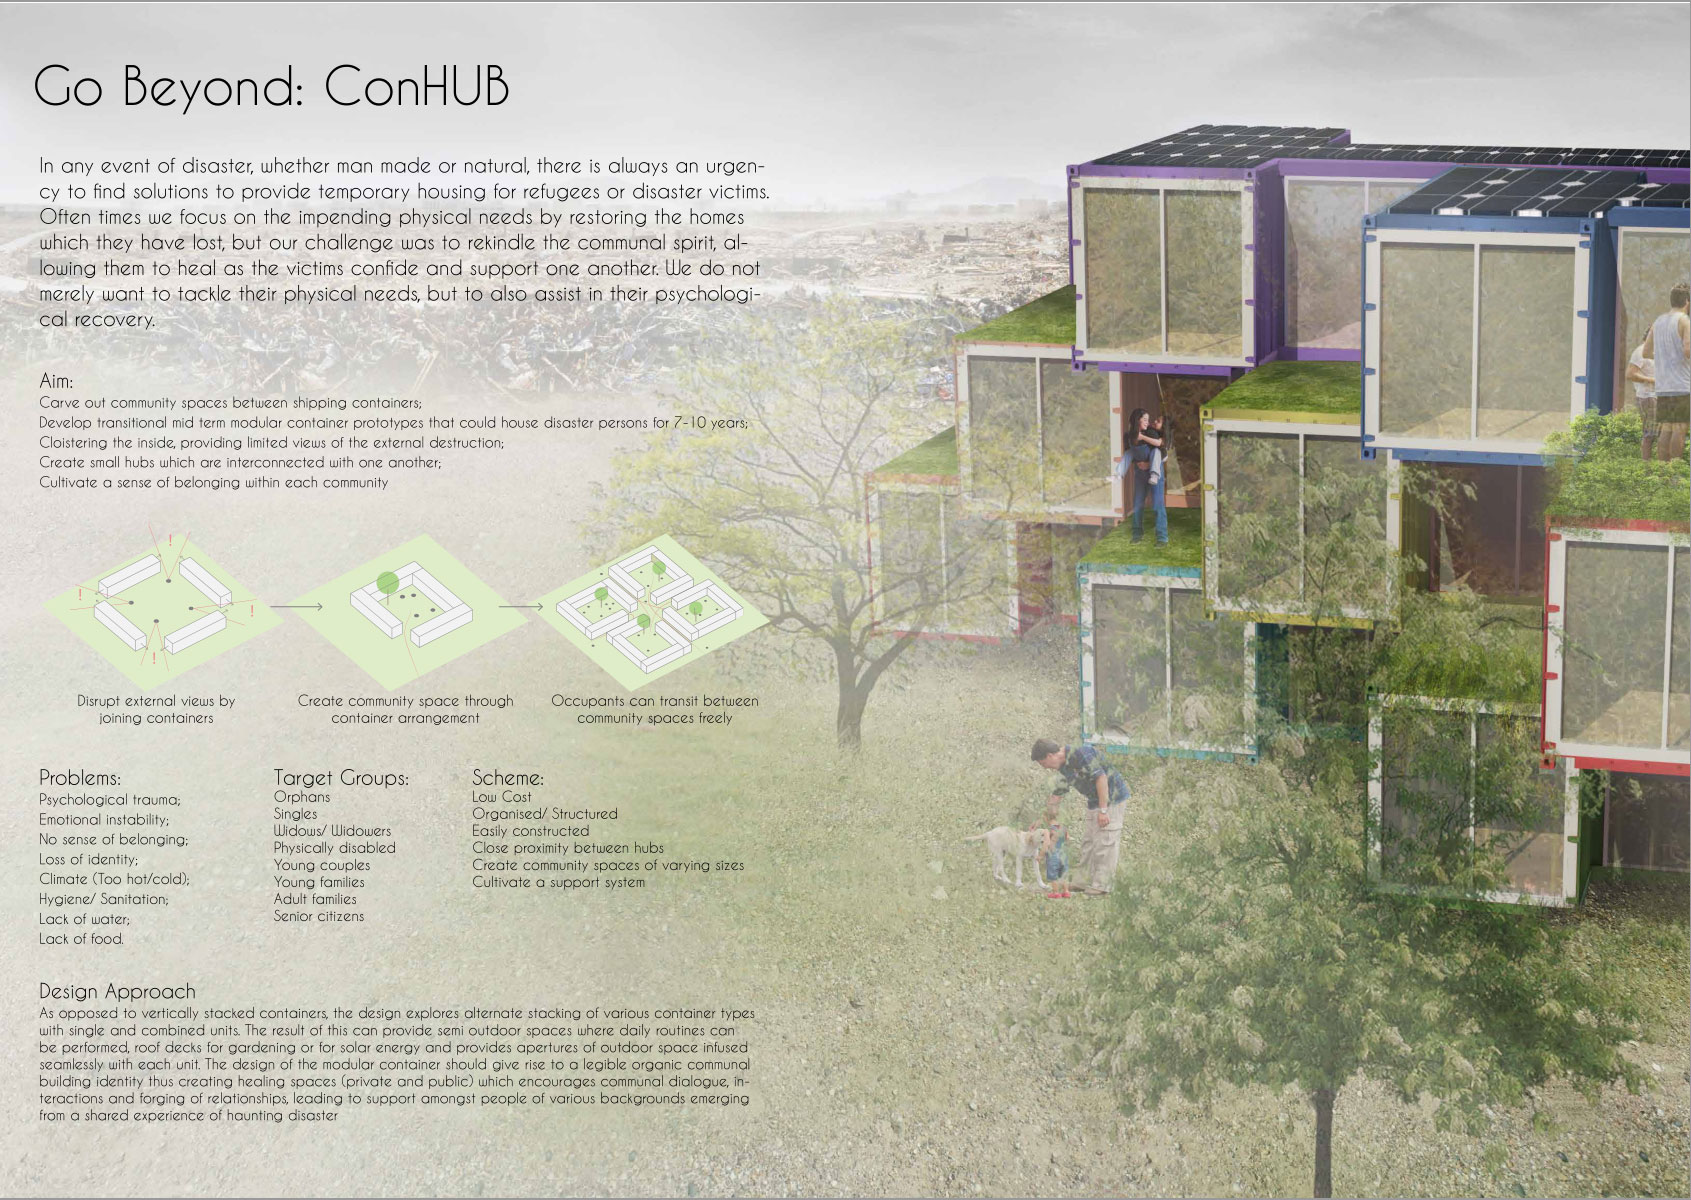 Go Beyond: ConHUB
In any event of disaster, whether man made or natural, there is always an urgen-
cy to find solutions to provide temporary housing for refugees or disaster victims.
Often times we focus on the impending physical needs by restoring the homes
which they have lost, but our challenge was to rekindle the communal spirit, al-
lowing them to heal as the victims confide and support one another. We do not
merely want to tackle their physical needs, but to also assist in their psychologi-
cal recovery.
Aim:
Carve out community spaces between shipping containers;
Develop transitional mid term modular container prototypes that could house disaster persons for 7-10 years;
Cloistering the inside, providing limited views of the external destruction;
Create small hubs which are interconnected with one another;
Cultivate a sense of belonging within each community
!
!
!
!
Disrupt external views by
joining containers
Create community space through
container arrangement
Occupants can transit between
community spaces freely
Problems:
Psychological trauma;
Emotional instability;
No sense of belonging;
Loss of identity;
Climate (Too hot/cold);
Hygiene/ Sanitation;
Lack of water;
Lack of food.
Target Groups:
Orphans
Singles
Widows/ Widowers
Physically disabled
Young couples
Young families
Adult families
Senior citizens
Scheme:
Low Cost
Organised/ Structured
Easily constructed
Close proximity between hubs
Create community spaces of varying sizes
Cultivate a support system
Design Approach
As opposed to vertically stacked containers, the design explores alternate stacking of various container types
with single and combined units. The result of this can provide semi outdoor spaces where daily routines can
be performed, roof decks for gardening or for solar energy and provides apertures of outdoor space infused
seamlessly with each unit. The design of the modular container should give rise to a legible organic communal
building identity thus creating healing spaces (private and public) which encourages communal dialogue, in-
teractions and forging of relationships, leading to support amongst people of various backgrounds emerging
from a shared experience of haunting disaster